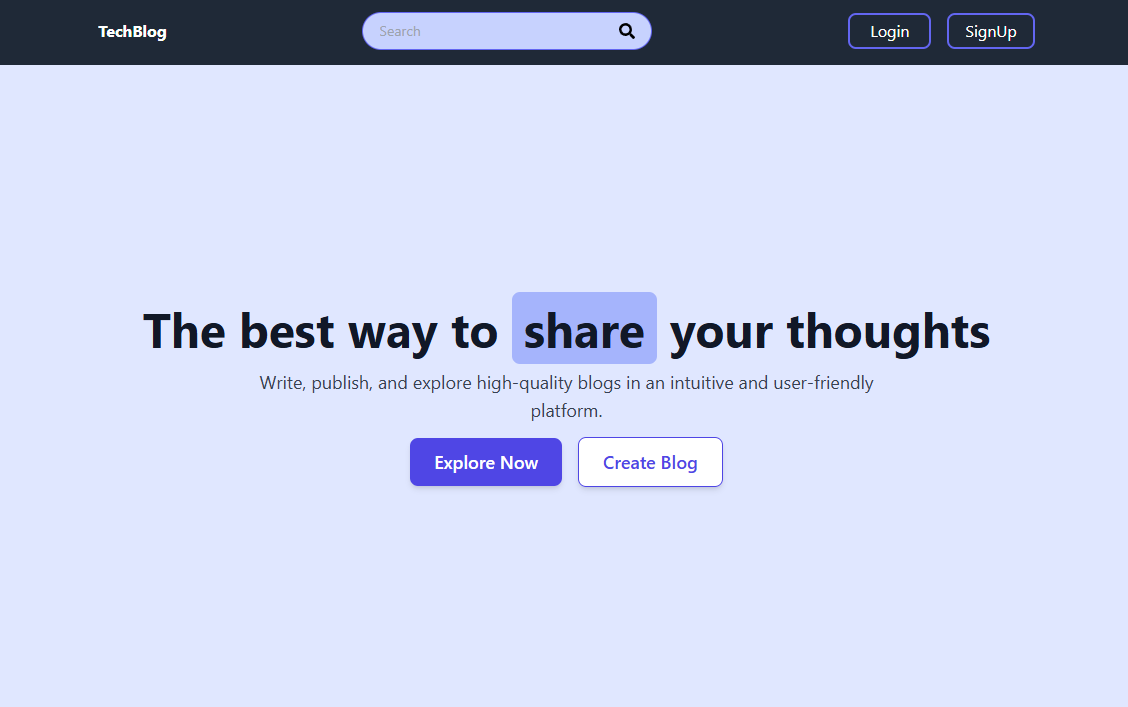 TechBlog
Search
Login
SignUp
The best way to share your thoughts
Write, publish, and explore high-quality blogs in an intuitive and user-friendly
platform.
Explore Now
Create Blog